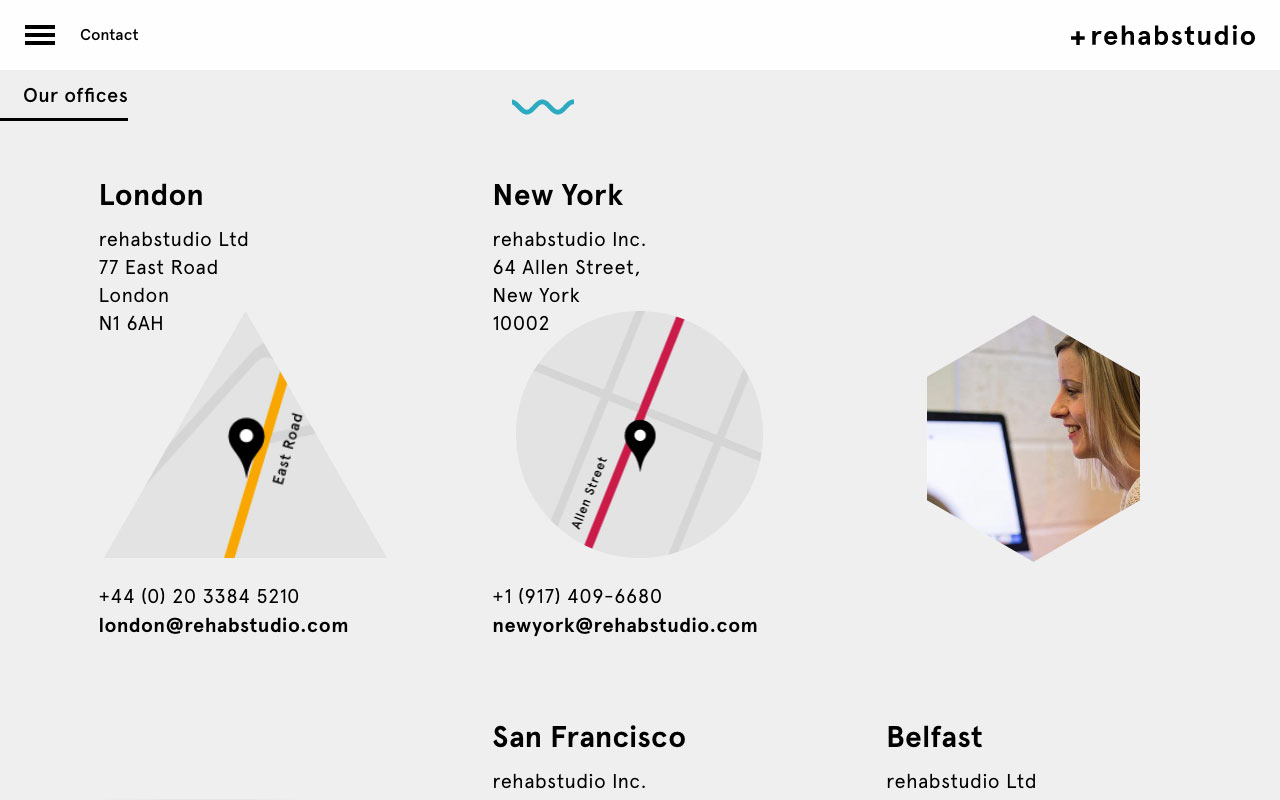 Contact
+rehabstudio
Our offices
London
rehabstudio Ltd
77 East Road
London
N1 6AH
East Road
+44 (0) 20 3384 5210
london@rehabstudio.com
New York
rehabstudio Inc.
64 Allen Street,
New York
10002
Allen Street
+1 (917) 409-6680
newyork@rehabstudio.com
San Francisco
rehabstudio Inc.
Belfast
rehabstudio Ltd